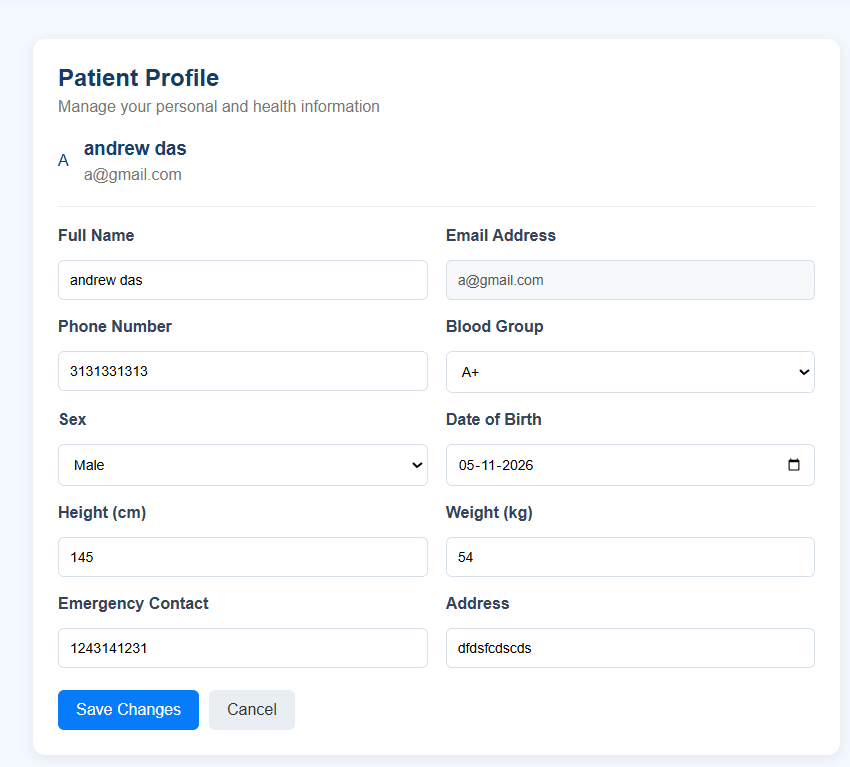 Patient Profile
Manage your personal and health information
A
andrew das
a@gmail.com
Full Name
Email Address
andrew das
a@gmail.com
Phone Number
Blood Group
3131331313
A+
Sex
Date of Birth
Male
05-11-2026
Height (cm)
Weight (kg)
145
54
Emergency Contact
Address
1243141231
dfdsfcdscds
Save Changes
Cancel